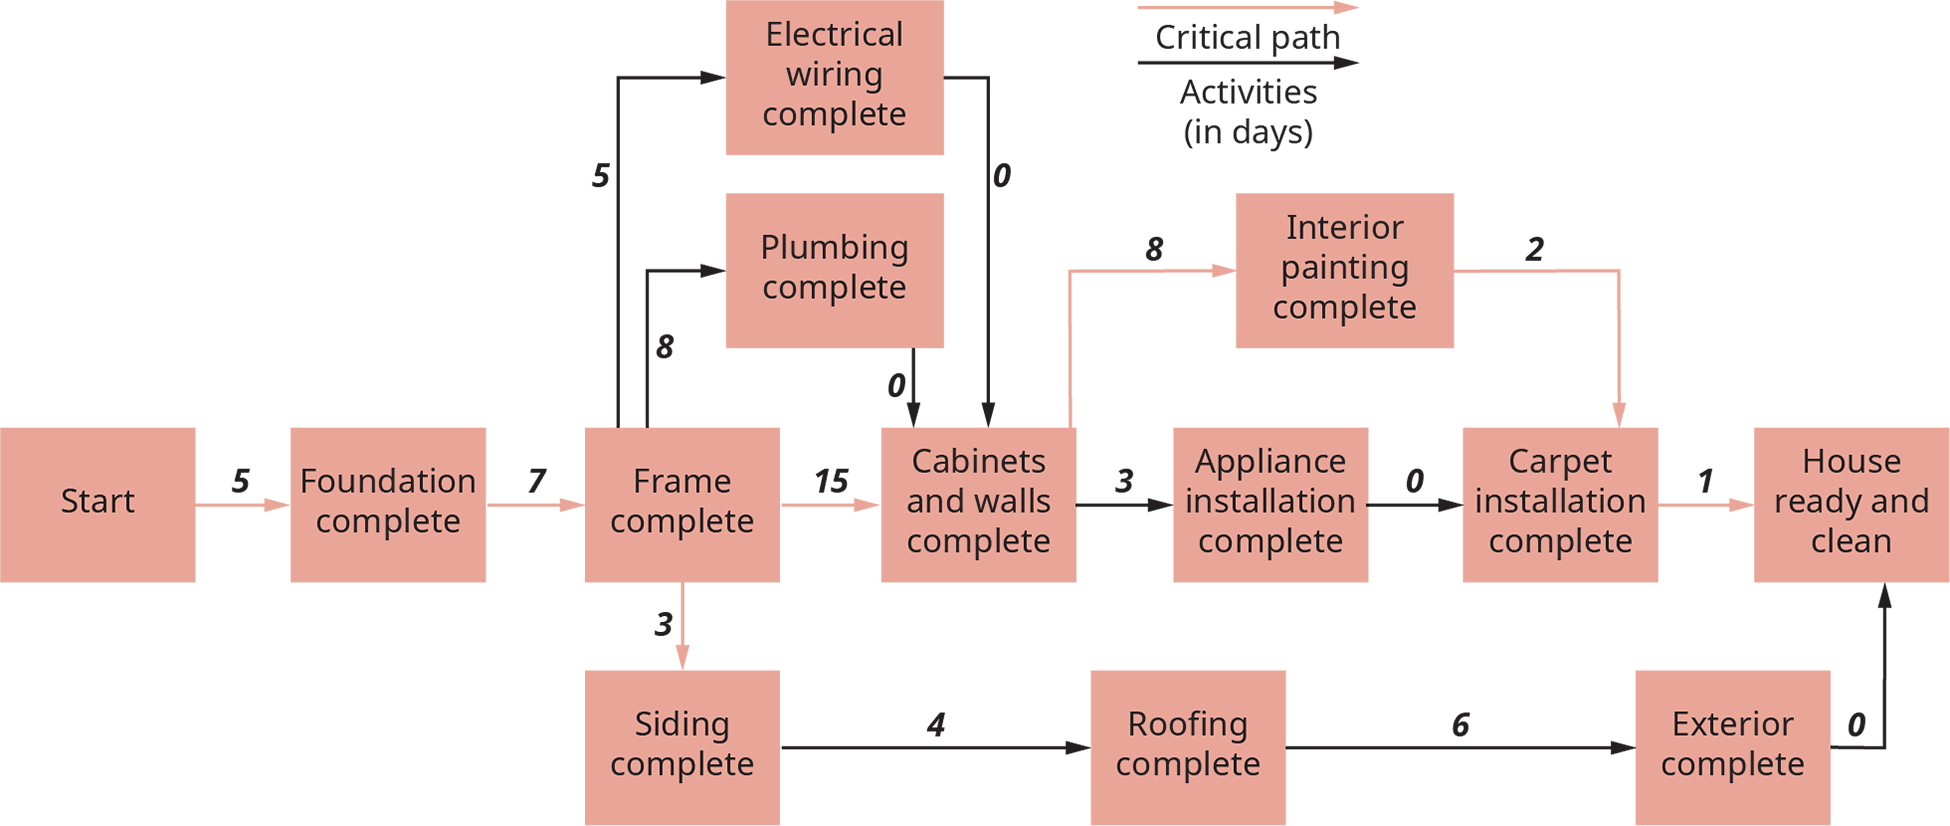 Electrical
wiring
complete
Critical path
Activities
(in days)
5
0
Plumbing
complete
Interior
painting
complete
8
2
8
0
Start
5
Foundation
complete
7
Frame
complete
15
Cabinets
and walls
complete
3
Appliance
installation
complete
0
Carpet
installation
complete
1
House
ready and
clean
3
Siding
complete
4
Roofing
complete
6
Exterior
complete
0